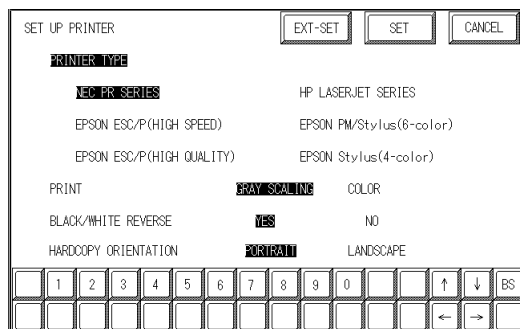 SET UP PRINTER EXT-SET SET CANCEL
PRINTER TYPE
NEC PR SERIES HP LASERJET SERIES
EPSON ESC/P(HIGH SPEED) EPSON PM/Stylus(6-color)
EPSON ESC/P(HIGH QUALITY) EPSON Stylus(4-color)
PRINT GRAY SCALING COLOR
BLACK/WHITE REVERSE YES NO
HARDCOPY ORIENTATION PORTRAIT LANDSCAPE
1 2 3 4 5 6 7 8 9 0 ↑ ↓ BS
← →